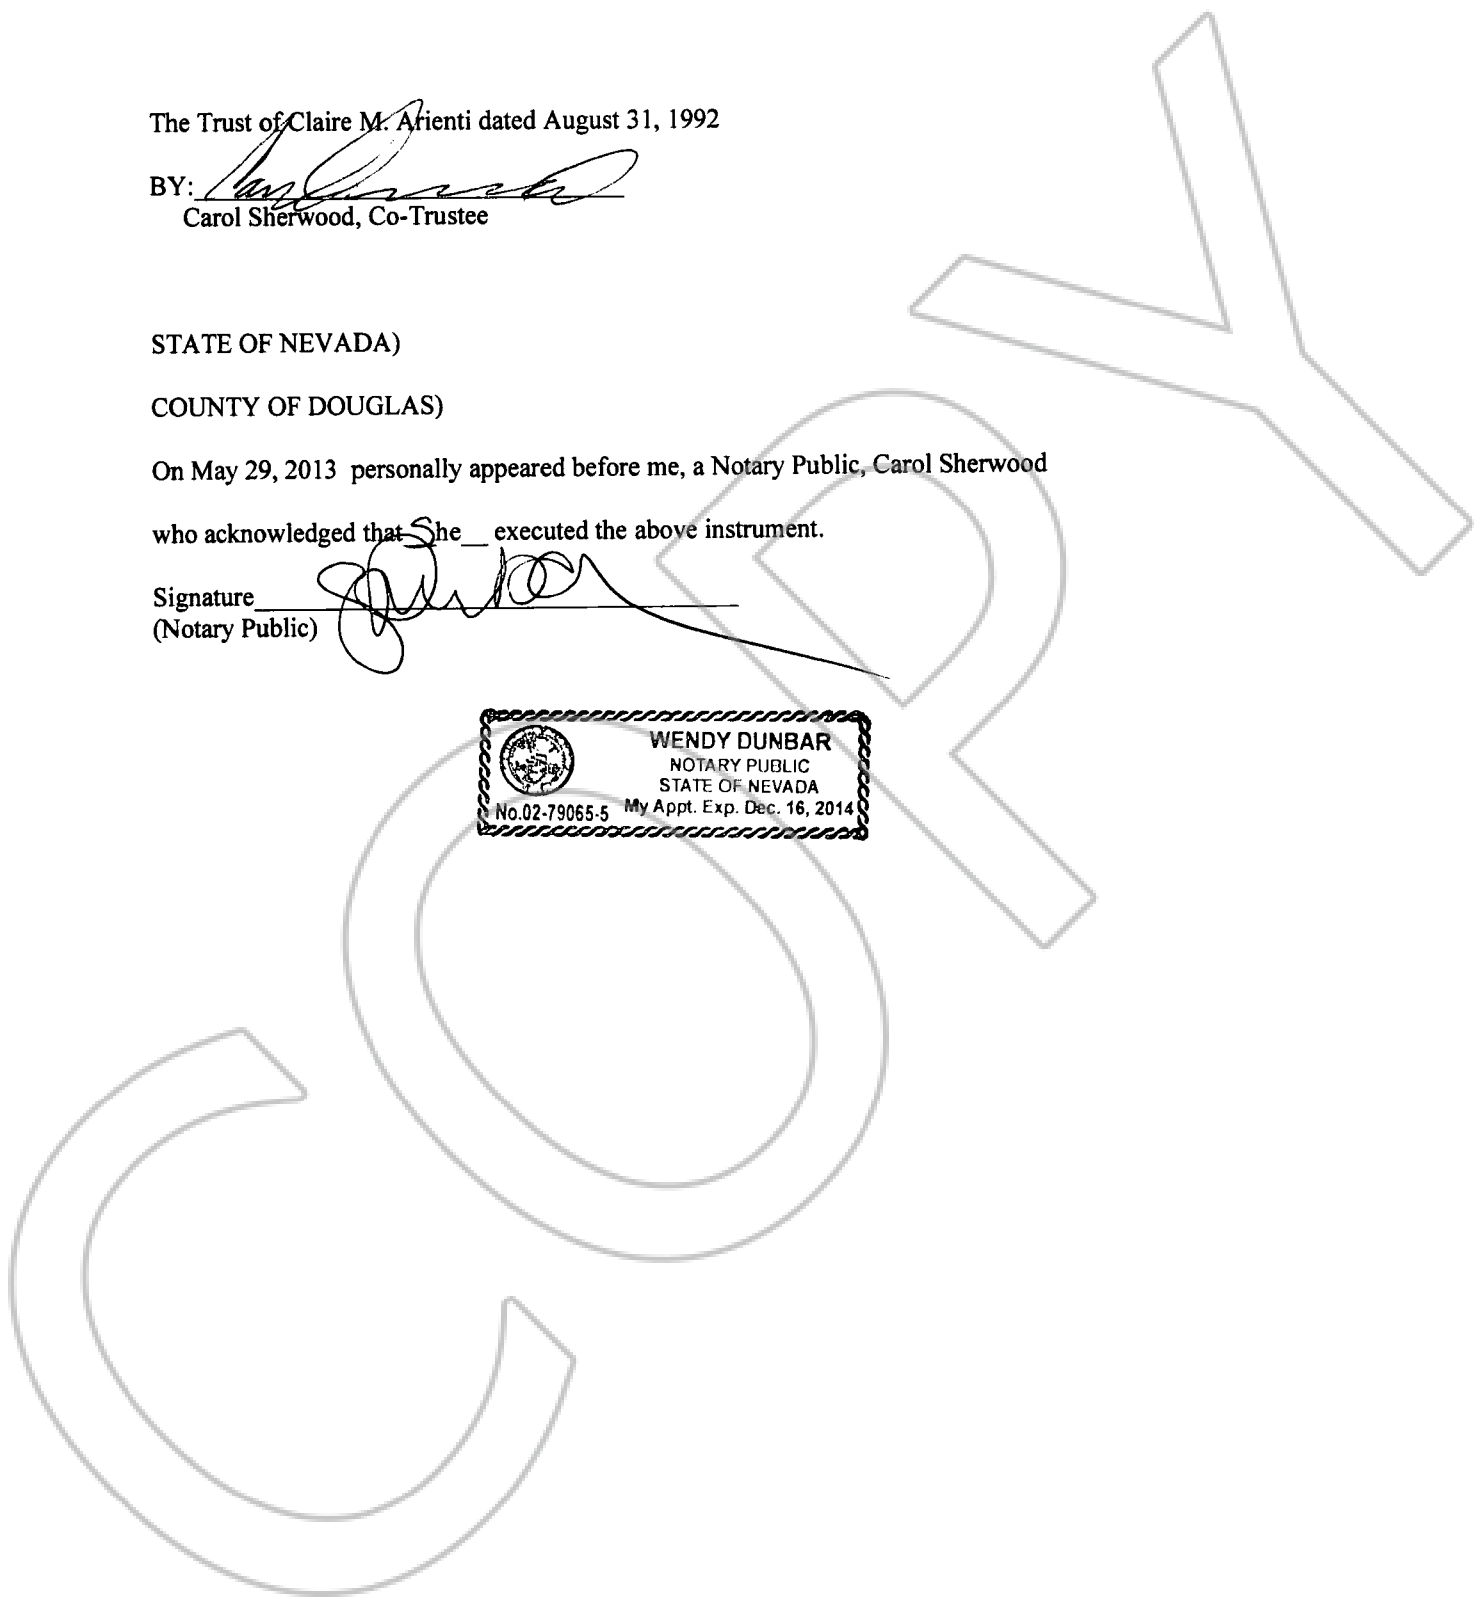 The Trust of Claire M. Arienti dated August 31, 1992
BY:
Carol Sherwood, Co-Trustee
STATE OF NEVADA)
COUNTY OF DOUGLAS)
On May 29, 2013 personally appeared before me, a Notary Public, Carol Sherwood
who acknowledged that She__ executed the above instrument.
Signature
(Notary Public)
WENDY DUNBAR
NOTARY PUBLIC
STATE OF NEVADA
No.02-79065-5 My Appt. Exp. Dec. 16, 2014
COPY